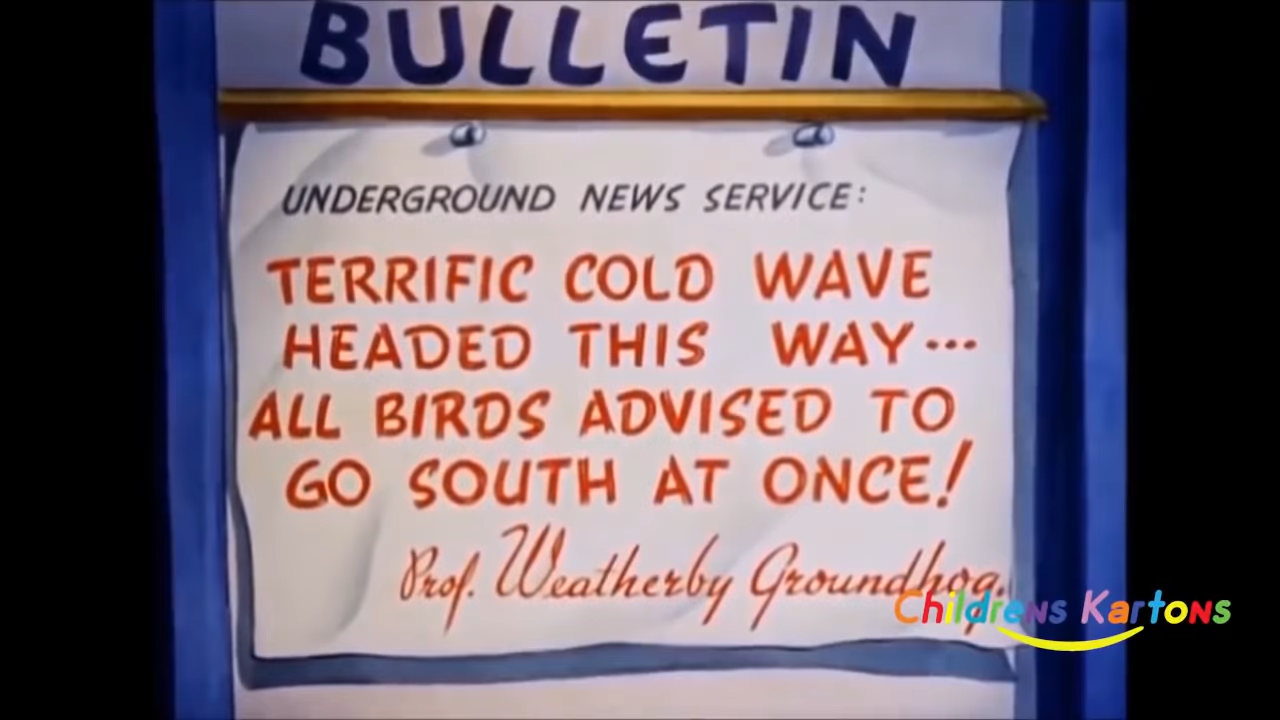 BULLETIN
UNDERGROUND NEWS SERVICE:
TERRIFIC COLD WAVE
HEADED THIS WAY---
ALL BIRDS ADVISED TO
GO SOUTH AT ONCE!
Prof. Weatherby Groundhog.
Childrens Kartons